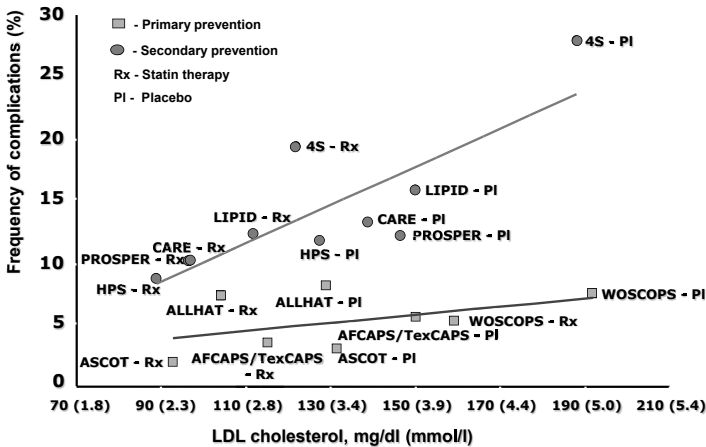 Frequency of complications (%)
30
25
20
15
10
5
0
- Primary prevention
- Secondary prevention
Rx - Statin therapy
Pl - Placebo
4S - Pl
4S - Rx
LIPID - Pl
LIPID - Rx
CARE - Pl
PROSPER - Pl
CARE - Rx
PROSPER - Rx
HPS - Pl
HPS - Rx
ALLHAT - Rx
ALLHAT - Pl
WOSCOPS - Pl
WOSCOPS - Rx
AFCAPS/TexCAPS - Pl
ASCOT - Rx
AFCAPS/TexCAPS
- Rx
ASCOT - Pl
70 (1.8) 90 (2.3) 110 (2.8) 130 (3.4) 150 (3.9) 170 (4.4) 190 (5.0) 210 (5.4)
LDL cholesterol, mg/dl (mmol/l)